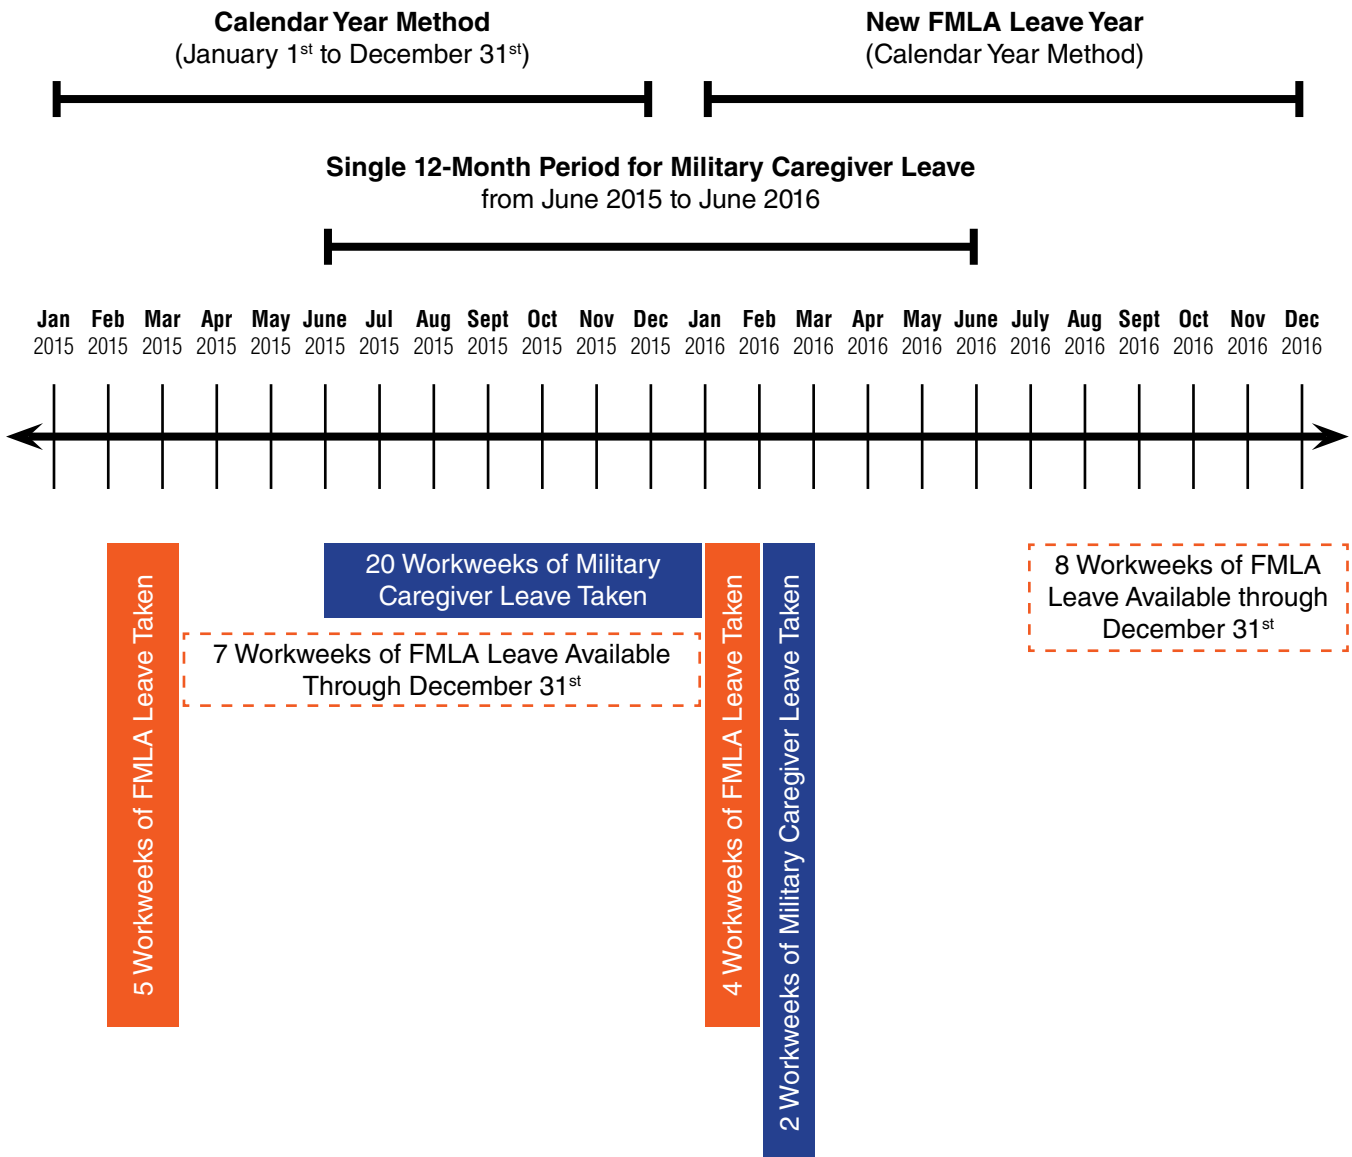 Calendar Year Method
(January 1st to December 31st)
New FMLA Leave Year
(Calendar Year Method)
Single 12-Month Period for Military Caregiver Leave
from June 2015 to June 2016
Jan Feb Mar Apr May June Jul Aug Sept Oct Nov Dec Jan Feb Mar Apr May June July Aug Sept Oct Nov Dec
2015 2015 2015 2015 2015 2015 2015 2015 2015 2015 2015 2015 2016 2016 2016 2016 2016 2016 2016 2016 2016 2016 2016 2016
5 Workweeks of FMLA Leave Taken
20 Workweeks of Military
Caregiver Leave Taken
7 Workweeks of FMLA Leave Available
Through December 31st
4 Workweeks of FMLA Leave Taken
2 Workweeks of Military Caregiver Leave Taken
8 Workweeks of FMLA
Leave Available through
December 31st